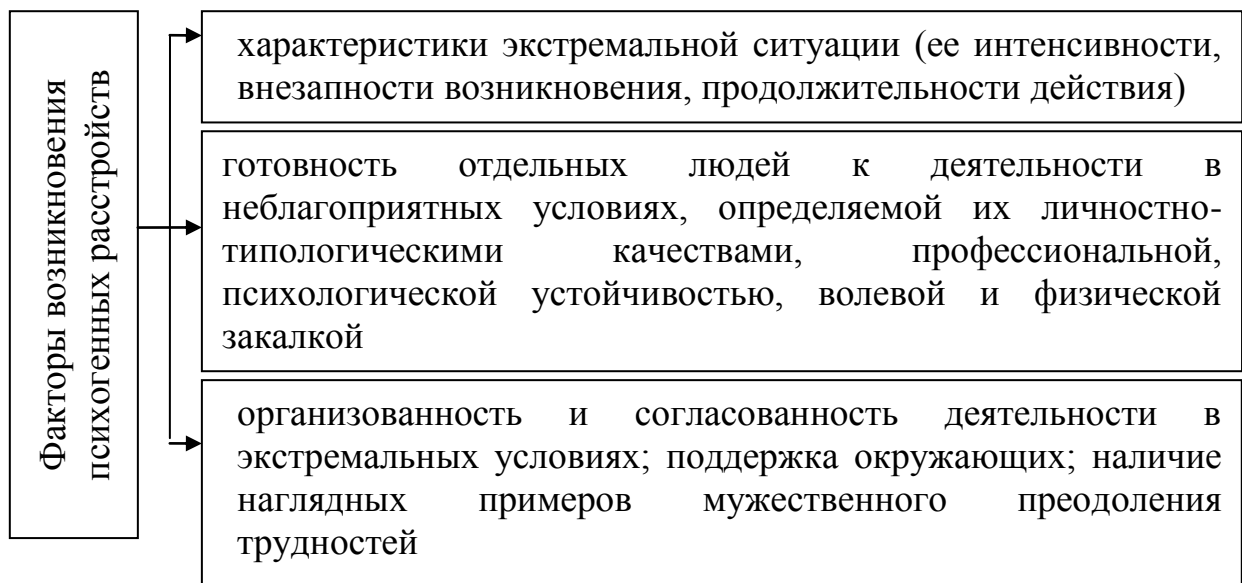 Факторы возникновения
психогенных расстройств
характеристики экстремальной ситуации (ее интенсивности,
внезапности возникновения, продолжительности действия)
готовность отдельных людей к деятельности в
неблагоприятных условиях, определяемой их личностно-
типологическими качествами, профессиональной,
психологической устойчивостью, волевой и физической
закалкой
организованность и согласованность деятельности в
экстремальных условиях; поддержка окружающих; наличие
наглядных примеров мужественного преодоления
трудностей